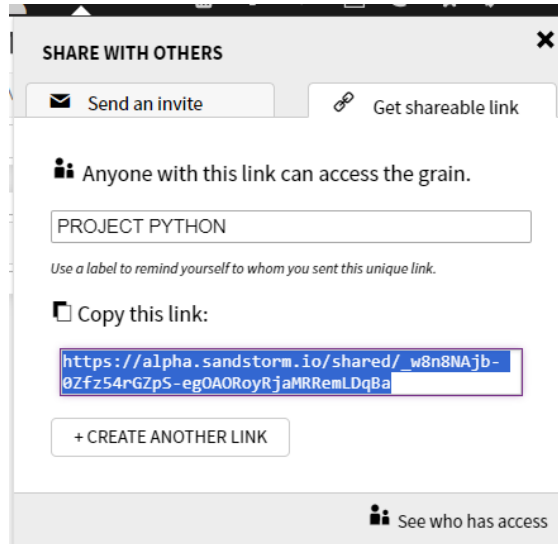 SHARE WITH OTHERS
Send an invite
Get shareable link
Anyone with this link can access the grain.
PROJECT PYTHON
Use a label to remind yourself to whom you sent this unique link.
Copy this link:
https://alpha.sandstorm.io/shared/_w8n8NAjb-
0Zfz54rGZpS-egOAORoyRjaMRRemLDqBa
+ CREATE ANOTHER LINK
See who has access